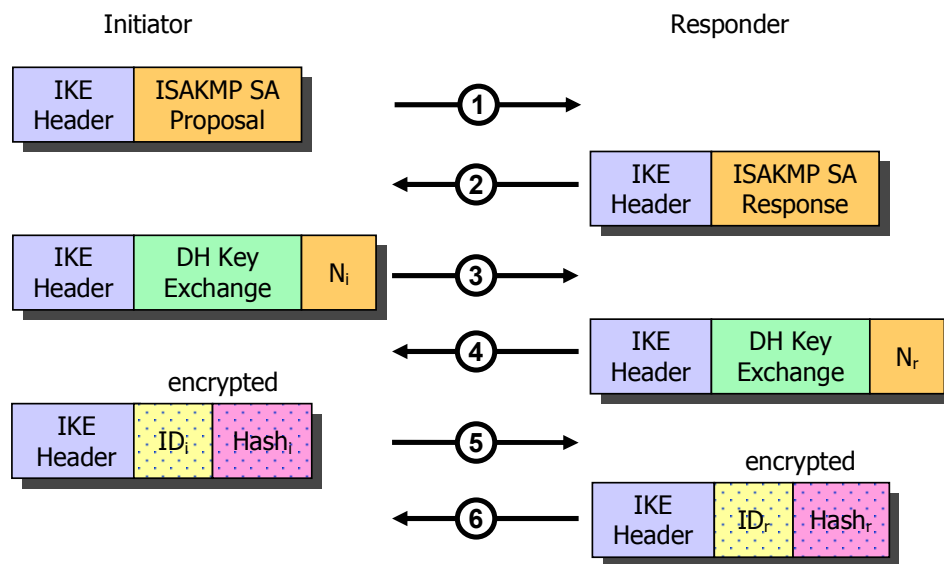 Initiator
Responder
IKE
Header
ISAKMP SA
Proposal
1
2
IKE
Header
ISAKMP SA
Response
IKE
Header
DH Key
Exchange
Nᵢ
3
4
IKE
Header
DH Key
Exchange
Nᵣ
encrypted
IKE
Header
IDᵢ
Hashᵢ
5
encrypted
6
IKE
Header
IDᵣ
Hashᵣ